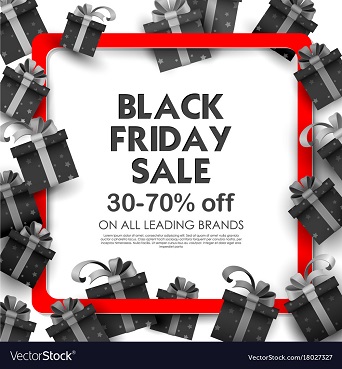 BLACK
FRIDAY
SALE
30-70% off
ON ALL LEADING BRANDS
VectorStock®
VectorStock.com/18027327